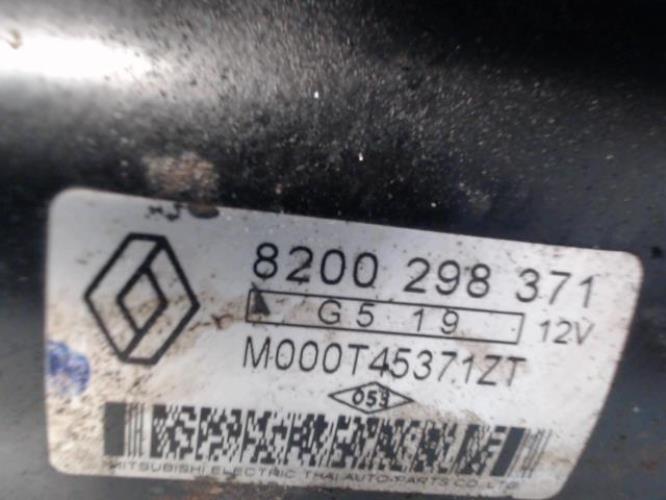 8200 298 371
G5 19 12V
M000T45371ZT
053
MITSUBISHI ELECTRIC THAI AUTO-PARTS CO.,LTD.